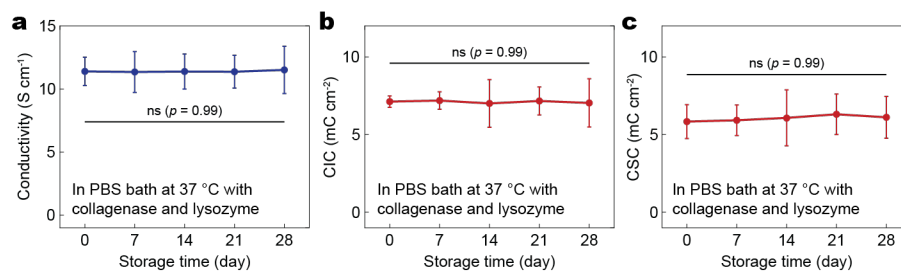 a
Conductivity (S cm⁻¹)
15
10
5
0
ns (p = 0.99)
In PBS bath at 37 °C with
collagenase and lysozyme
0 7 14 21 28
Storage time (day)
b
CIC (mC cm⁻²)
10
5
0
ns (p = 0.99)
In PBS bath at 37 °C with
collagenase and lysozyme
0 7 14 21 28
Storage time (day)
c
CSC (mC cm⁻²)
10
5
0
ns (p = 0.99)
In PBS bath at 37 °C with
collagenase and lysozyme
0 7 14 21 28
Storage time (day)